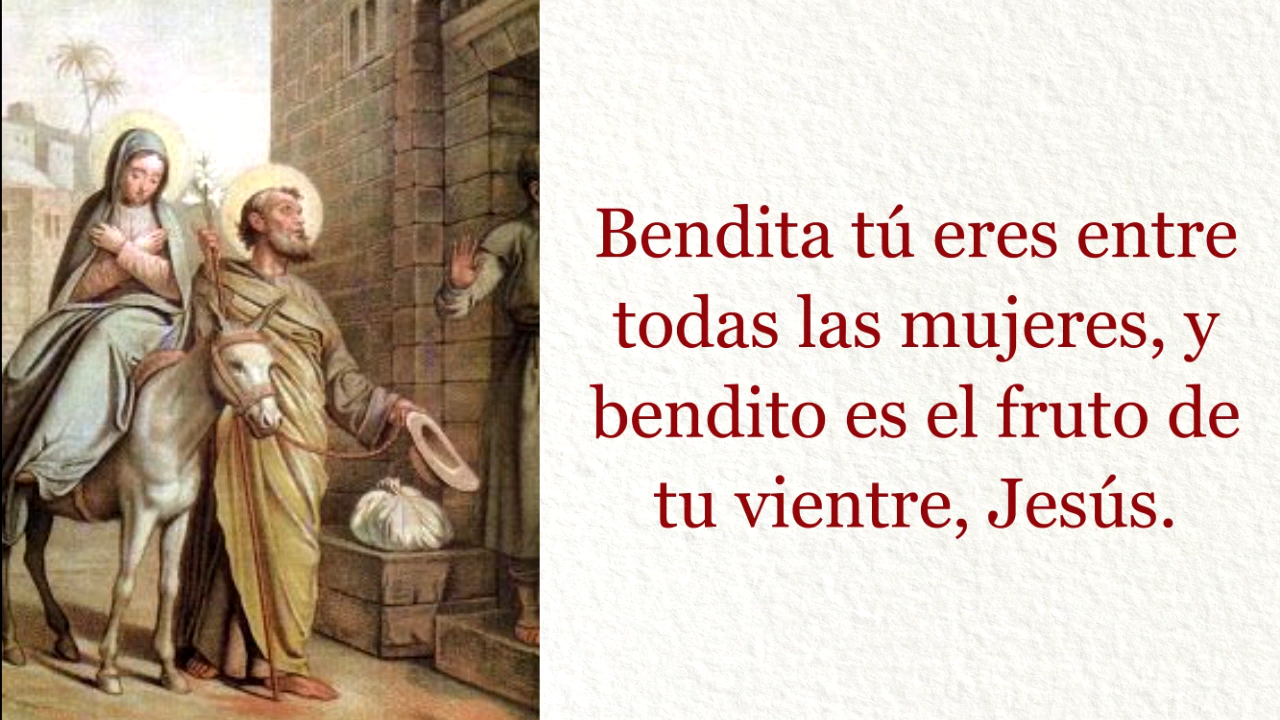 Bendita tú eres entre
todas las mujeres, y
bendito es el fruto de
tu vientre, Jesús.